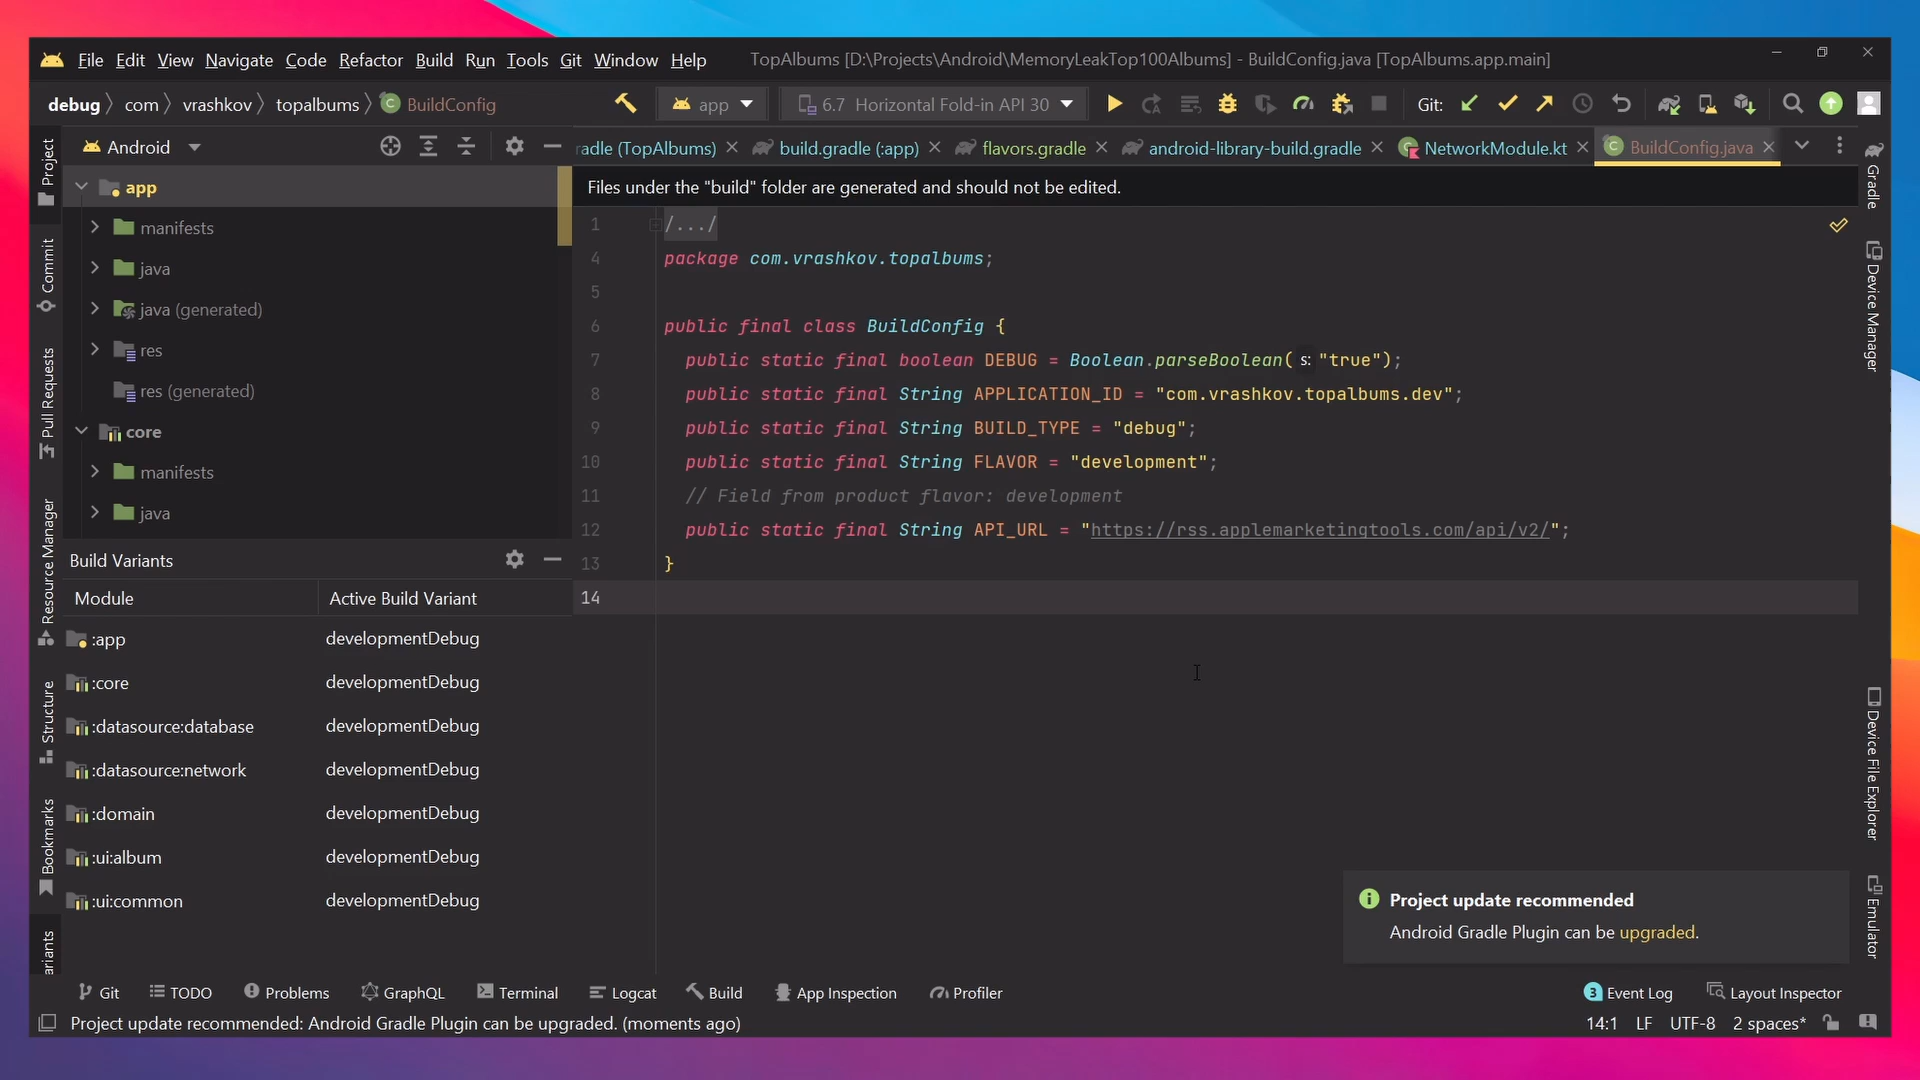 File Edit View Navigate Code Refactor Build Run Tools Git Window Help TopAlbums [D:\Projects\Android\MemoryLeakTop100Albums] - BuildConfig.java [TopAlbums.app.main]
debug com vrashkov topalbums BuildConfig app 6.7 Horizontal Fold-in API 30 Git:
Project
Commit
Pull Requests
Resource Manager
Structure
Bookmarks
ariants
Android
app
manifests
java
java (generated)
res
res (generated)
core
manifests
java
Build Variants
Module Active Build Variant
:app developmentDebug
:core developmentDebug
:datasource:database developmentDebug
:datasource:network developmentDebug
:domain developmentDebug
:ui:album developmentDebug
:ui:common developmentDebug
radle (TopAlbums) build.gradle (:app) flavors.gradle android-library-build.gradle NetworkModule.kt BuildConfig.java
Files under the "build" folder are generated and should not be edited.
1 /.../
4 package com.vrashkov.topalbums;
5
6 public final class BuildConfig {
7 public static final boolean DEBUG = Boolean.parseBoolean( s: "true");
8 public static final String APPLICATION_ID = "com.vrashkov.topalbums.dev";
9 public static final String BUILD_TYPE = "debug";
10 public static final String FLAVOR = "development";
11 // Field from product flavor: development
12 public static final String API_URL = "https://rss.applemarketingtools.com/api/v2/";
13 }
14
Gradle
Device Manager
Device File Explorer
Emulator
Project update recommended
Android Gradle Plugin can be upgraded.
Git TODO Problems GraphQL Terminal Logcat Build App Inspection Profiler 3 Event Log Layout Inspector
Project update recommended: Android Gradle Plugin can be upgraded. (moments ago) 14:1 LF UTF-8 2 spaces*